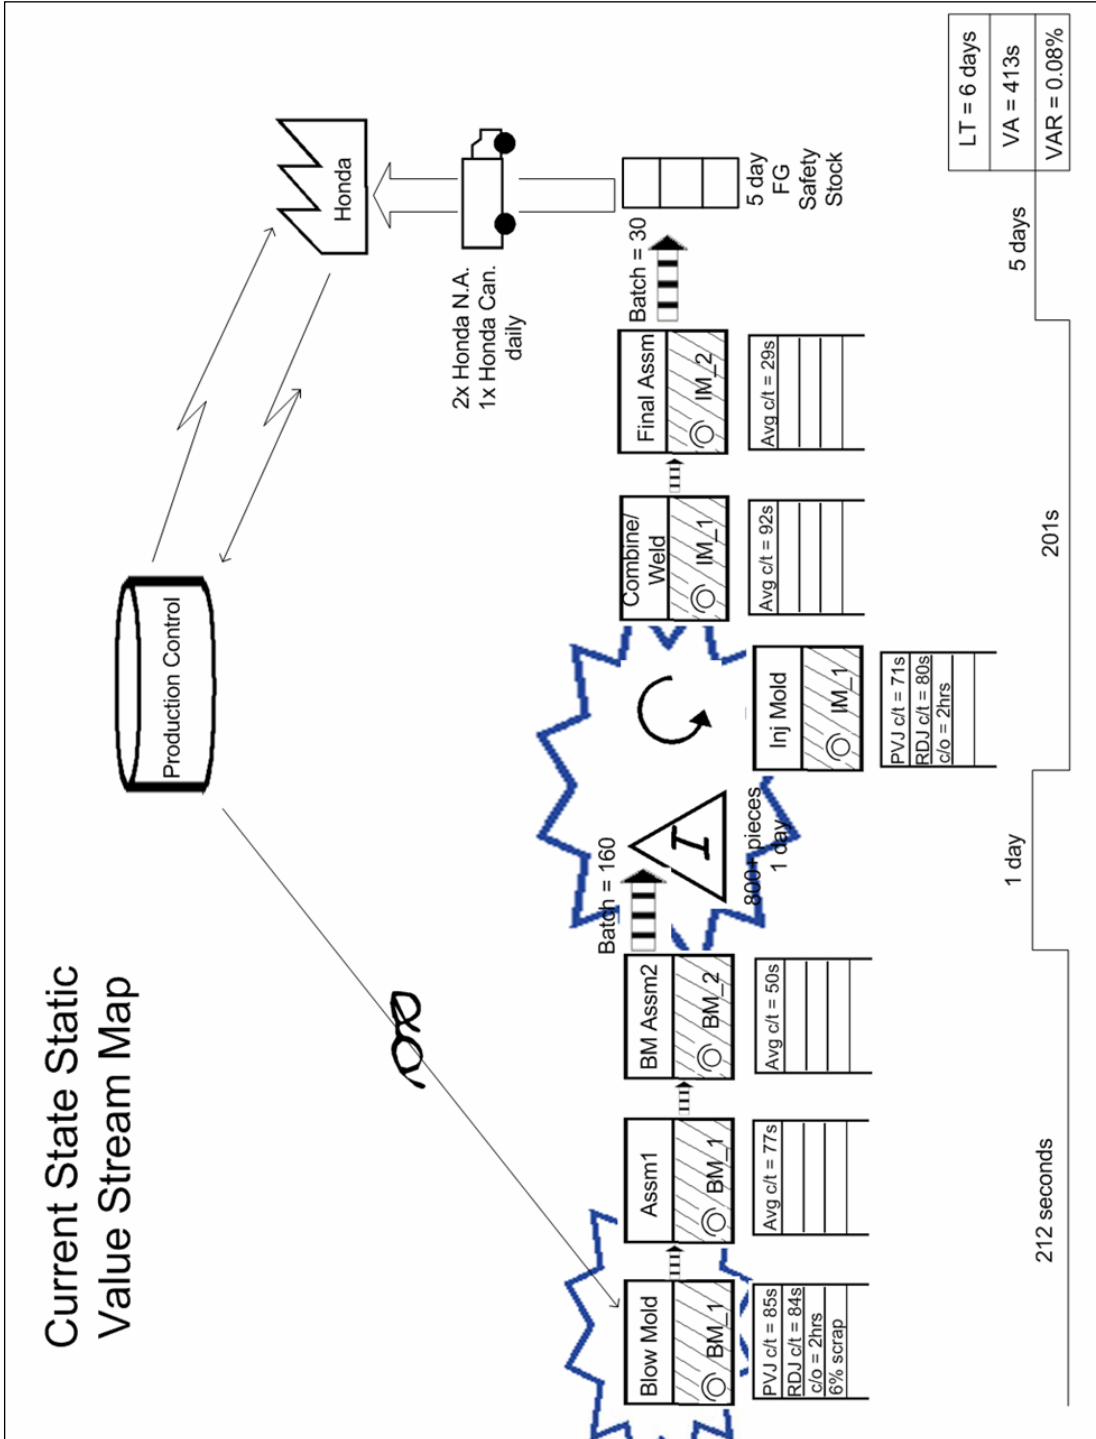 Current State Static
Value Stream Map
Production Control
Honda
2x Honda N.A.
1x Honda Can.
daily
Blow Mold
BM_1
PVJ c/t = 85s
RDJ c/t = 84s
c/o = 2hrs
6% scrap
Assm1
BM_1
Avg c/t = 77s
BM Assm2
BM_2
Avg c/t = 50s
Batch = 160
I
800+ pieces
1 day
Inj Mold
IM_1
PVJ c/t = 71s
RDJ c/t = 80s
c/o = 2hrs
Combine/
Weld
IM_1
Avg c/t = 92s
Final Assm
IM_2
Avg c/t = 29s
Batch = 30
5 day
FG
Safety
Stock
212 seconds
1 day
201s
5 days
LT = 6 days
VA = 413s
VAR = 0.08%